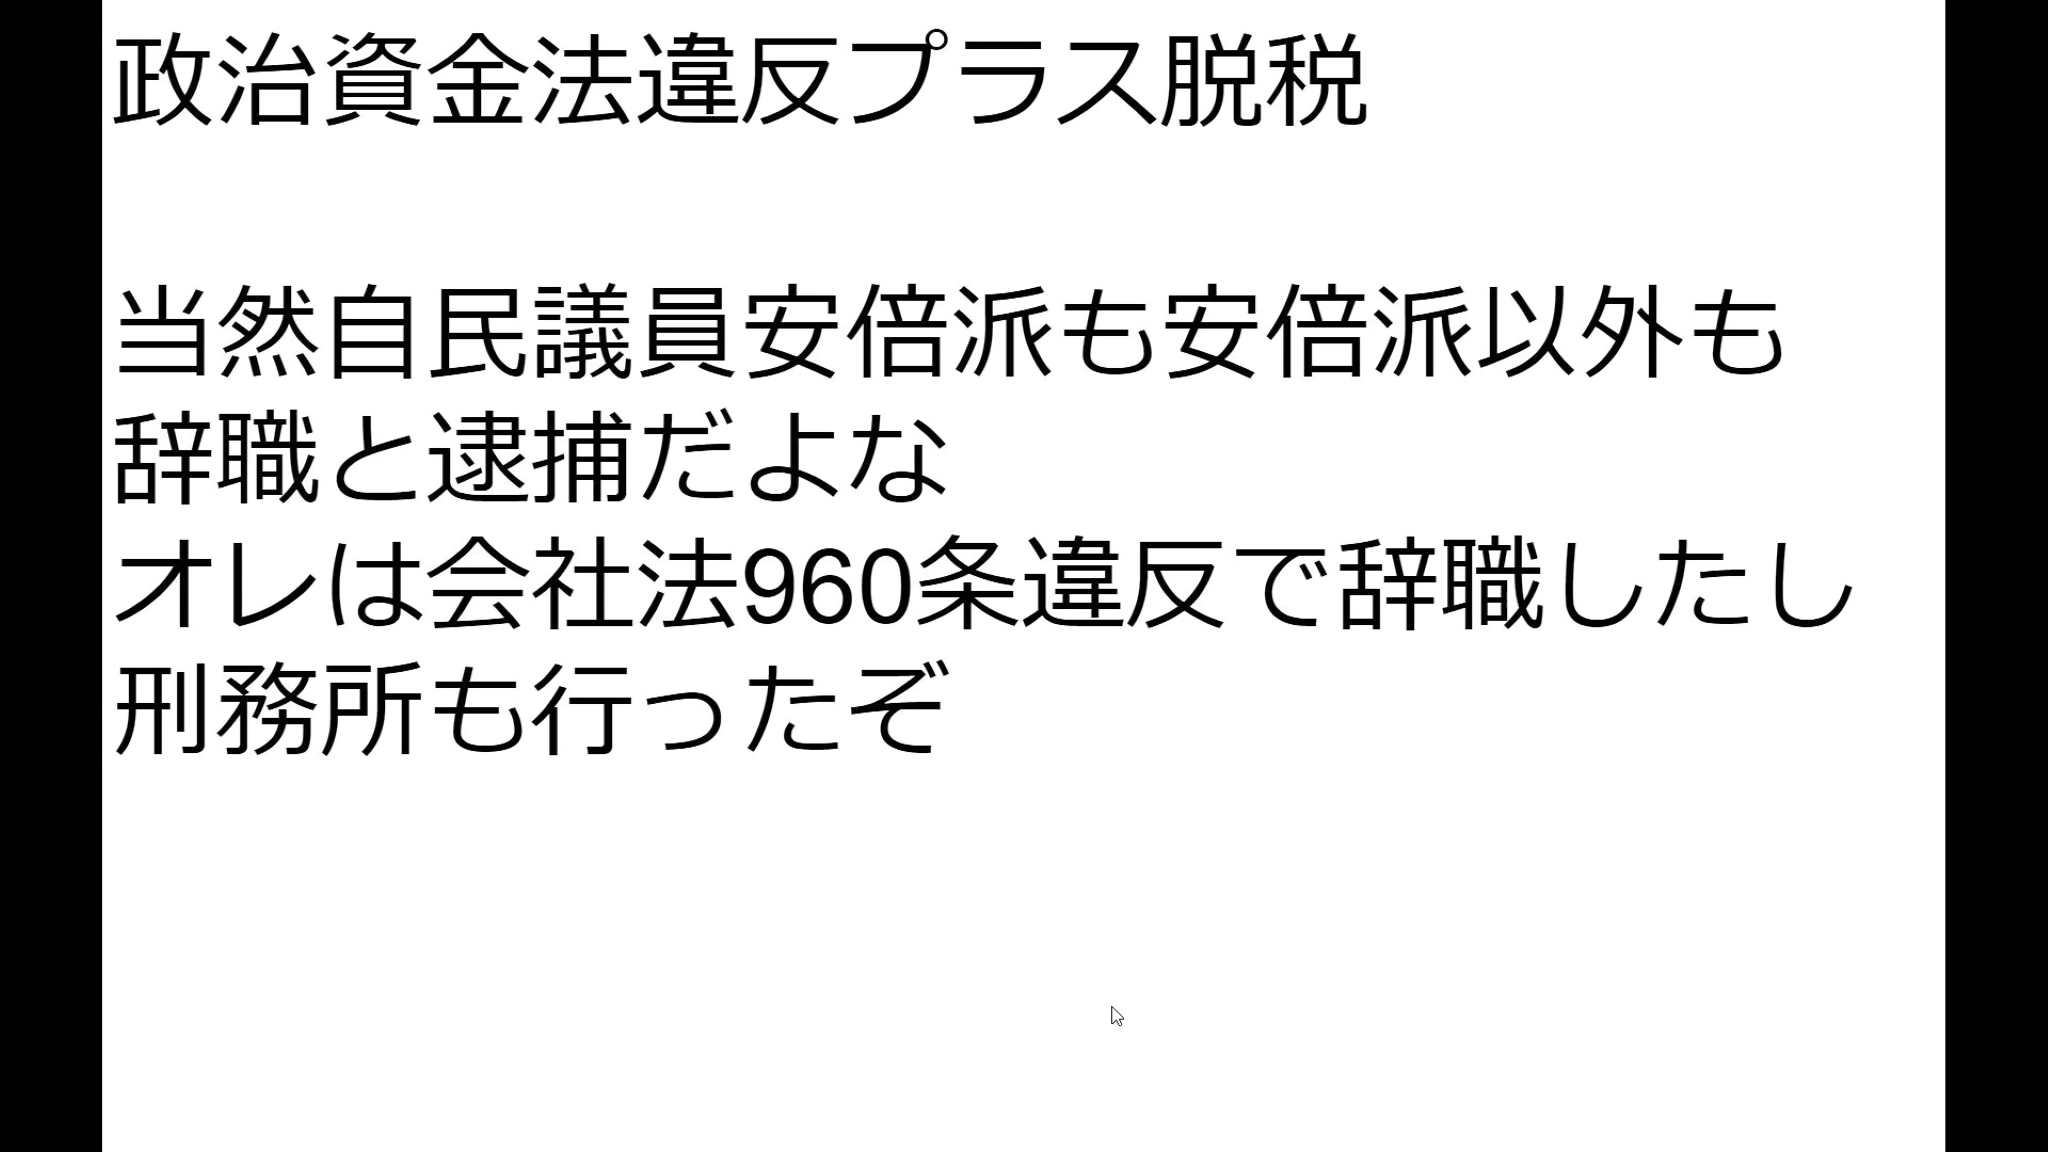 政治資金法違反プラス脱税
当然自民議員安倍派も安倍派以外も
辞職と逮捕だよな
オレは会社法960条違反で辞職したし
刑務所も行ったぞ